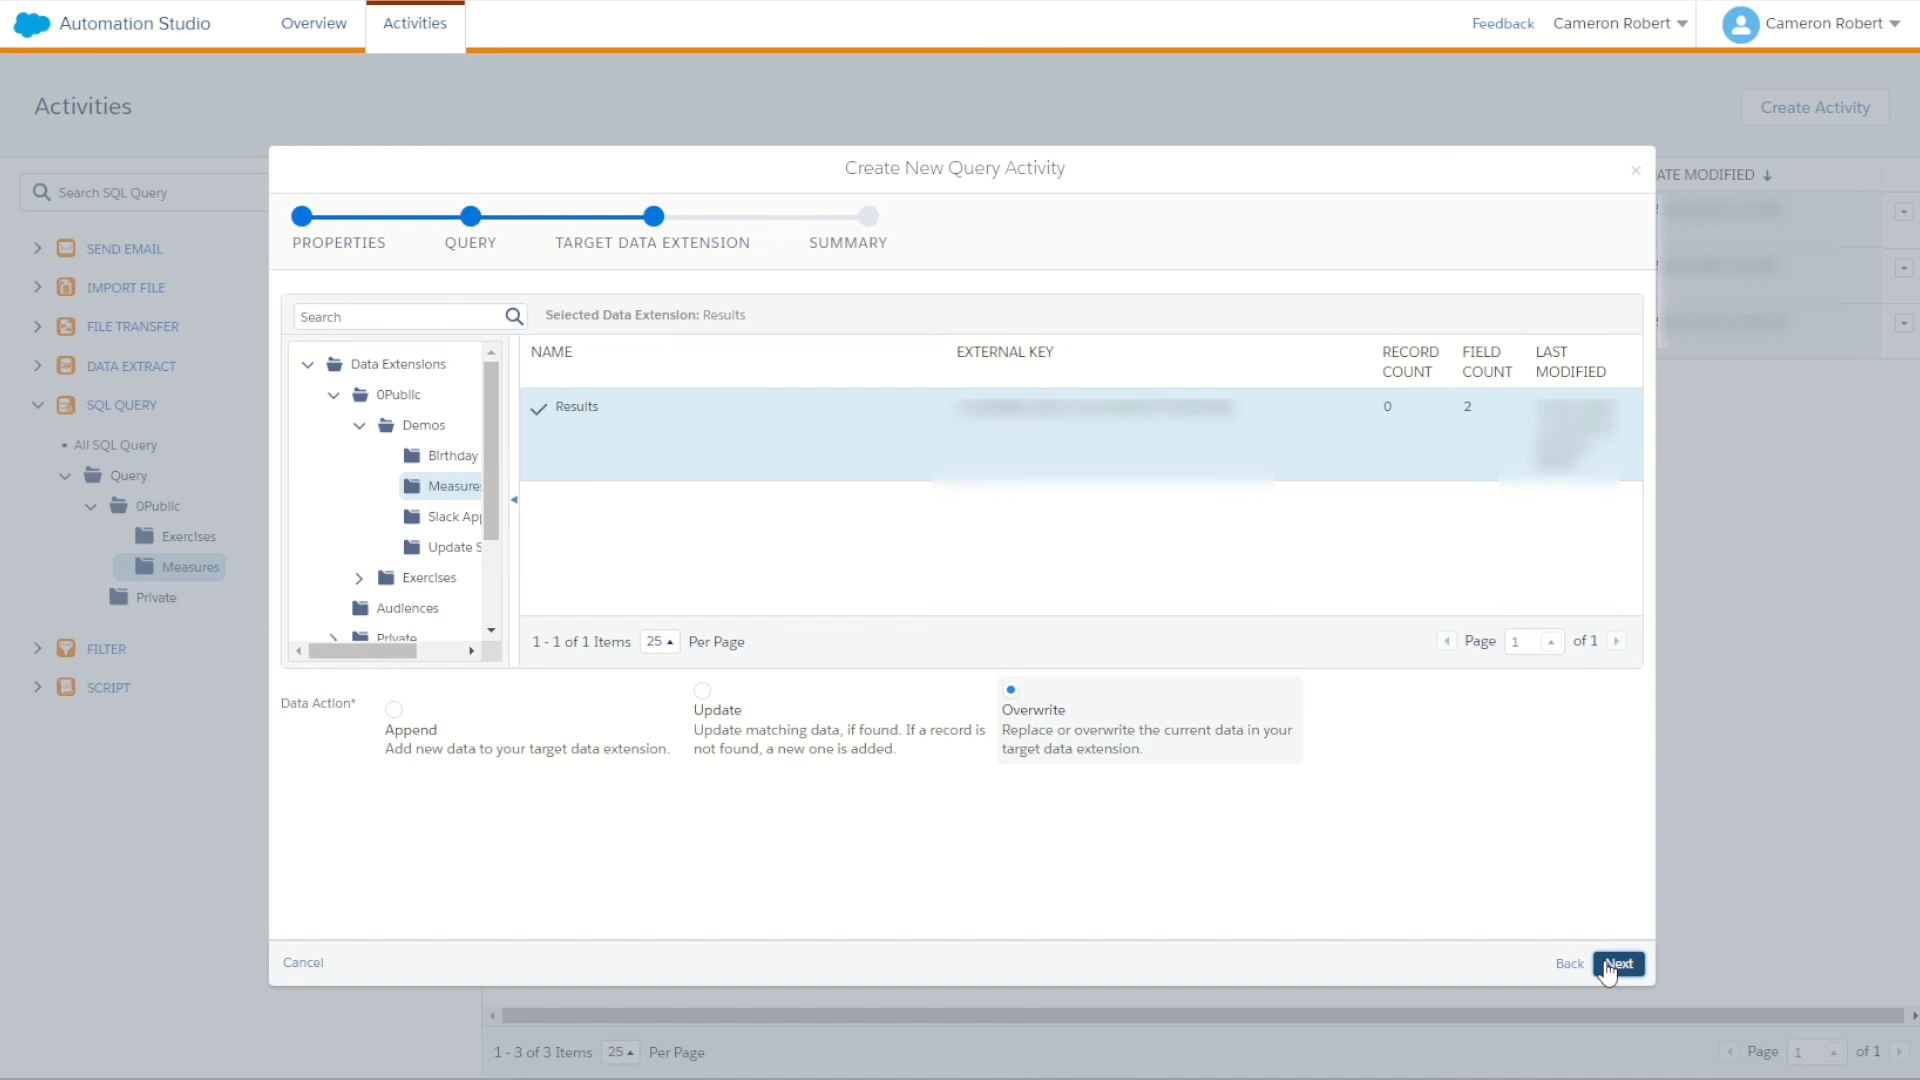 Automation Studio
Overview
Activities
Feedback
Cameron Robert
Cameron Robert
Activities
Create Activity
Search SQL Query
SEND EMAIL
IMPORT FILE
FILE TRANSFER
DATA EXTRACT
SQL QUERY
All SQL Query
Query
0Public
Exercises
Measures
Private
FILTER
SCRIPT
ATE MODIFIED
Create New Query Activity
PROPERTIES
QUERY
TARGET DATA EXTENSION
SUMMARY
Search
Selected Data Extension: Results
Data Extensions
0Public
Demos
Birthday
Measures
Slack App
Update S
Exercises
Audiences
Private
NAME
EXTERNAL KEY
RECORD COUNT
FIELD COUNT
LAST MODIFIED
Results
0
2
1 - 1 of 1 Items
25
Per Page
Page
1
of 1
Data Action*
Append
Add new data to your target data extension.
Update
Update matching data, if found. If a record is
not found, a new one is added.
Overwrite
Replace or overwrite the current data in your
target data extension.
Cancel
Back
Next
1 - 3 of 3 Items
25
Per Page
Page
1
of 1